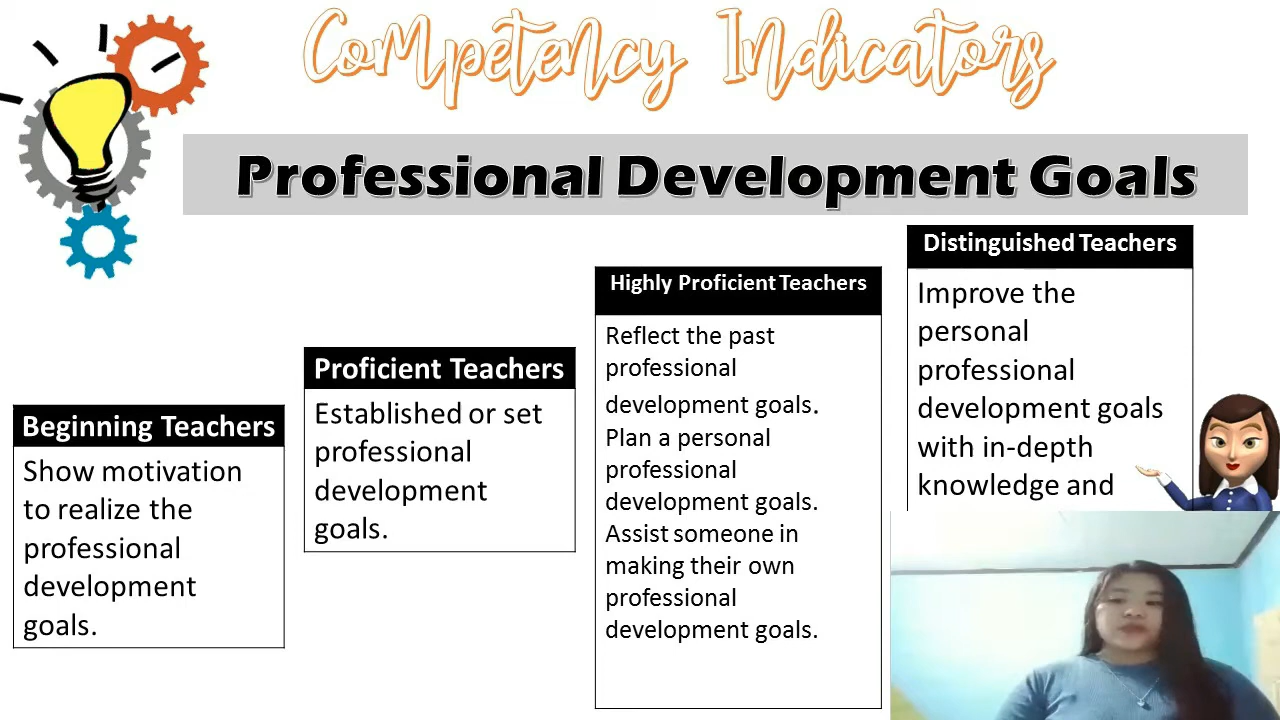 Competency Indicators
Professional Development Goals
Beginning Teachers
Show motivation
to realize the
professional
development
goals.
Proficient Teachers
Established or set
professional
development
goals.
Highly Proficient Teachers
Reflect the past
professional
development goals.
Plan a personal
professional
development goals.
Assist someone in
making their own
professional
development goals.
Distinguished Teachers
Improve the
personal
professional
development goals
with in-depth
knowledge and